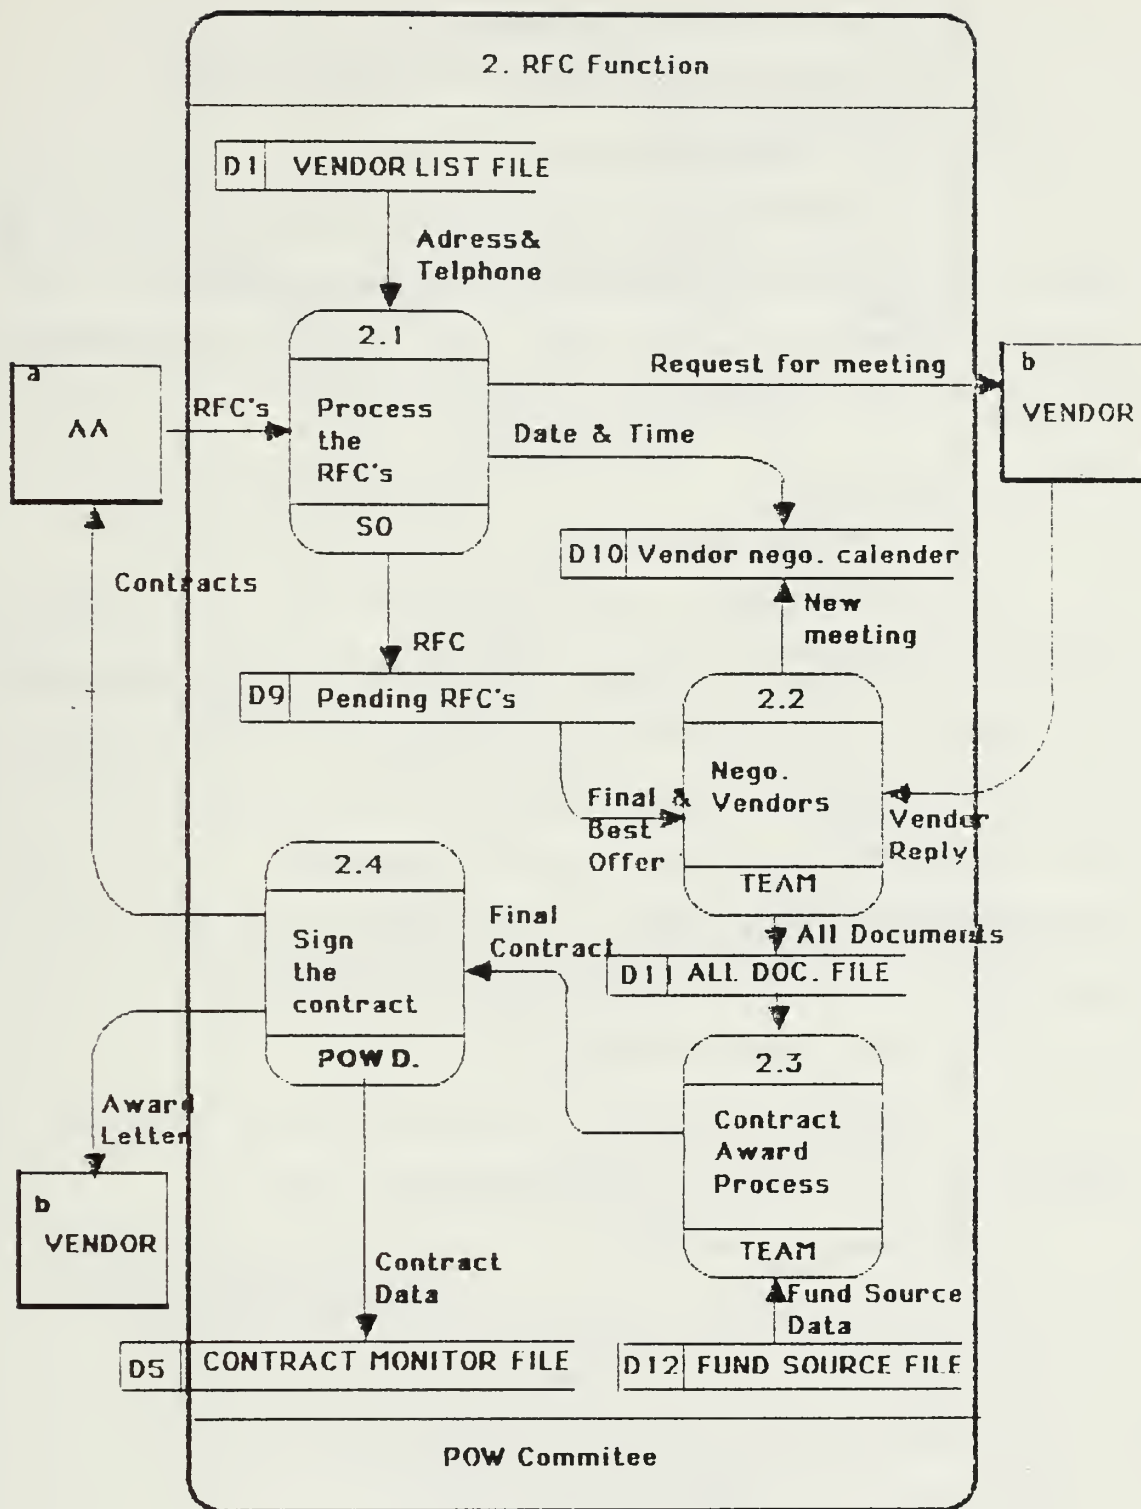 2. RFC Function
D1 VENDOR LIST FILE
Adress&
Telphone
2.1
Process
the
RFC's
SO
a
AA
RFC's
Request for meeting
b
VENDOR
Date & Time
D10 Vendor nego. calender
Contracts
New
meeting
RFC
D9 Pending RFC's
2.2
Nego.
Vendors
TEAM
Final &
Best
Offer
Vender
Reply
2.4
Sign
the
contract
POW D.
Final
Contract
All Documents
D11 ALL DOC. FILE
2.3
Contract
Award
Process
TEAM
Award
Letter
b
VENDOR
Contract
Data
Fund Source
Data
D5 CONTRACT MONITOR FILE
D12 FUND SOURCE FILE
POW Commitee